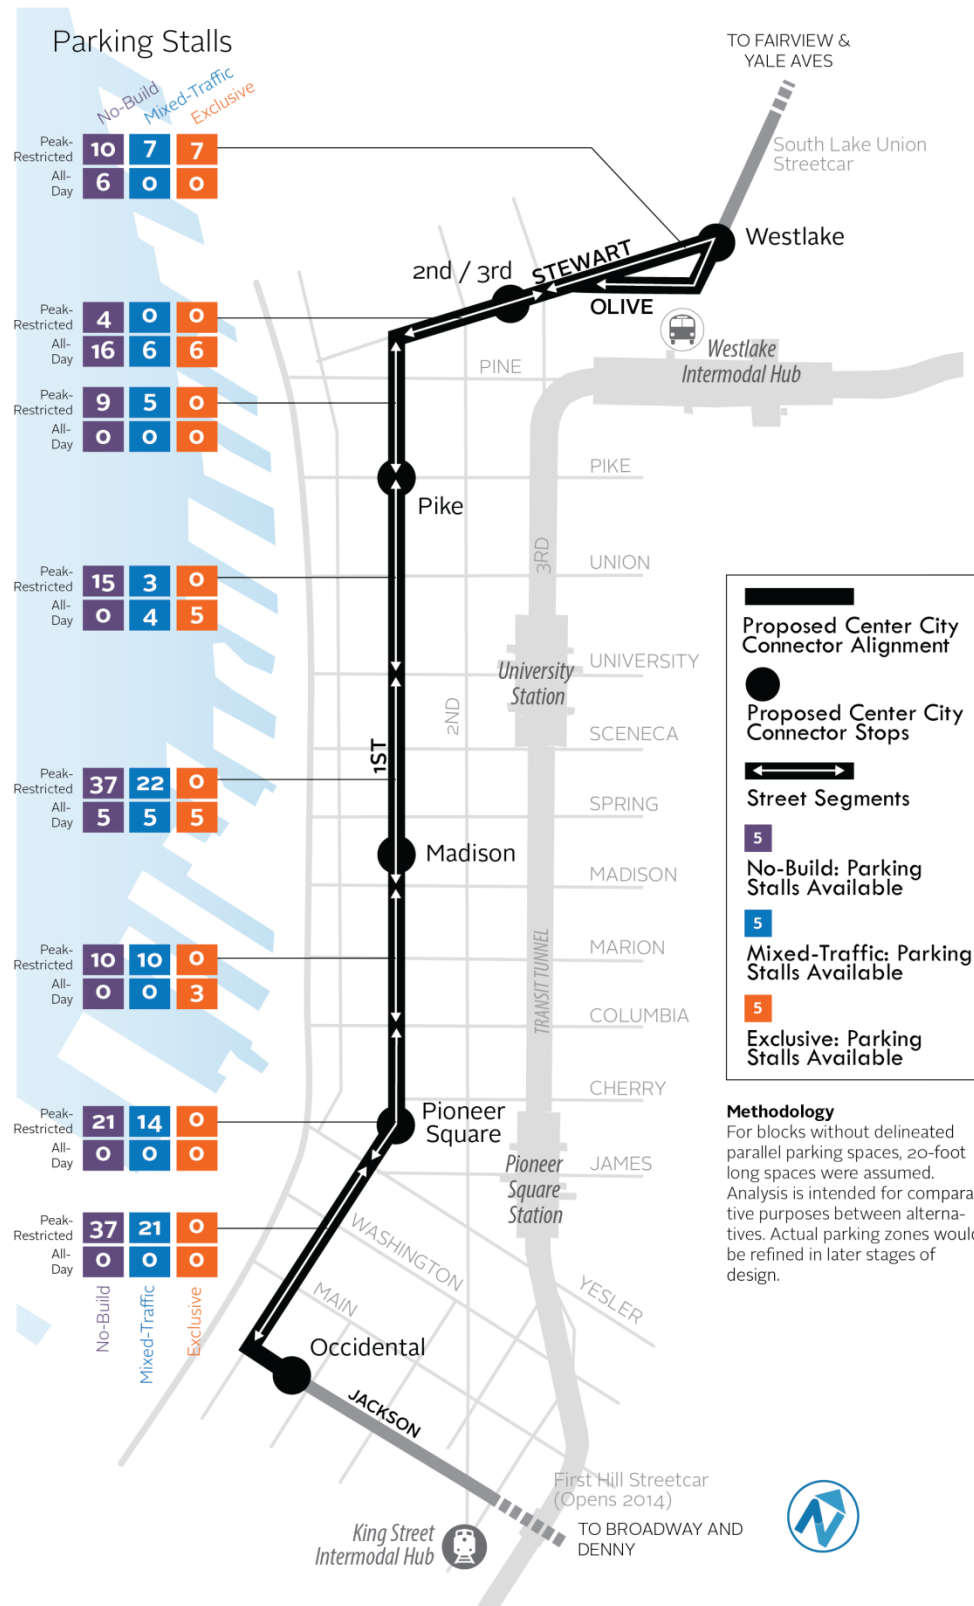 Parking Stalls
No-Build
Mixed-Traffic
Exclusive
Peak-
Restricted
10 7 7
All-
Day
6 0 0
Peak-
Restricted
4 0 0
All-
Day
16 6 6
Peak-
Restricted
9 5 0
All-
Day
0 0 0
Peak-
Restricted
15 3 0
All-
Day
0 4 5
Peak-
Restricted
37 22 0
All-
Day
5 5 5
Peak-
Restricted
10 10 0
All-
Day
0 0 3
Peak-
Restricted
21 14 0
All-
Day
0 0 0
Peak-
Restricted
37 21 0
All-
Day
0 0 0
No-Build
Mixed-Traffic
Exclusive
TO FAIRVIEW &
YALE AVES
South Lake Union
Streetcar
Westlake
2nd / 3rd
STEWART
OLIVE
Westlake
Intermodal Hub
PINE
PIKE
Pike
UNION
3RD
UNIVERSITY
University
Station
2ND
1ST
SCENECA
SPRING
Madison
MADISON
MARION
TRANSIT TUNNEL
COLUMBIA
CHERRY
Pioneer
Square
JAMES
Pioneer
Square
Station
WASHINGTON
YESLER
MAIN
Occidental
JACKSON
First Hill Streetcar
(Opens 2014)
TO BROADWAY AND
DENNY
King Street
Intermodal Hub
Proposed Center City
Connector Alignment
Proposed Center City
Connector Stops
Street Segments
5
No-Build: Parking
Stalls Available
5
Mixed-Traffic: Parking
Stalls Available
5
Exclusive: Parking
Stalls Available
Methodology
For blocks without delineated
parallel parking spaces, 20-foot
long spaces were assumed.
Analysis is intended for compara-
tive purposes between alterna-
tives. Actual parking zones would
be refined in later stages of
design.
N